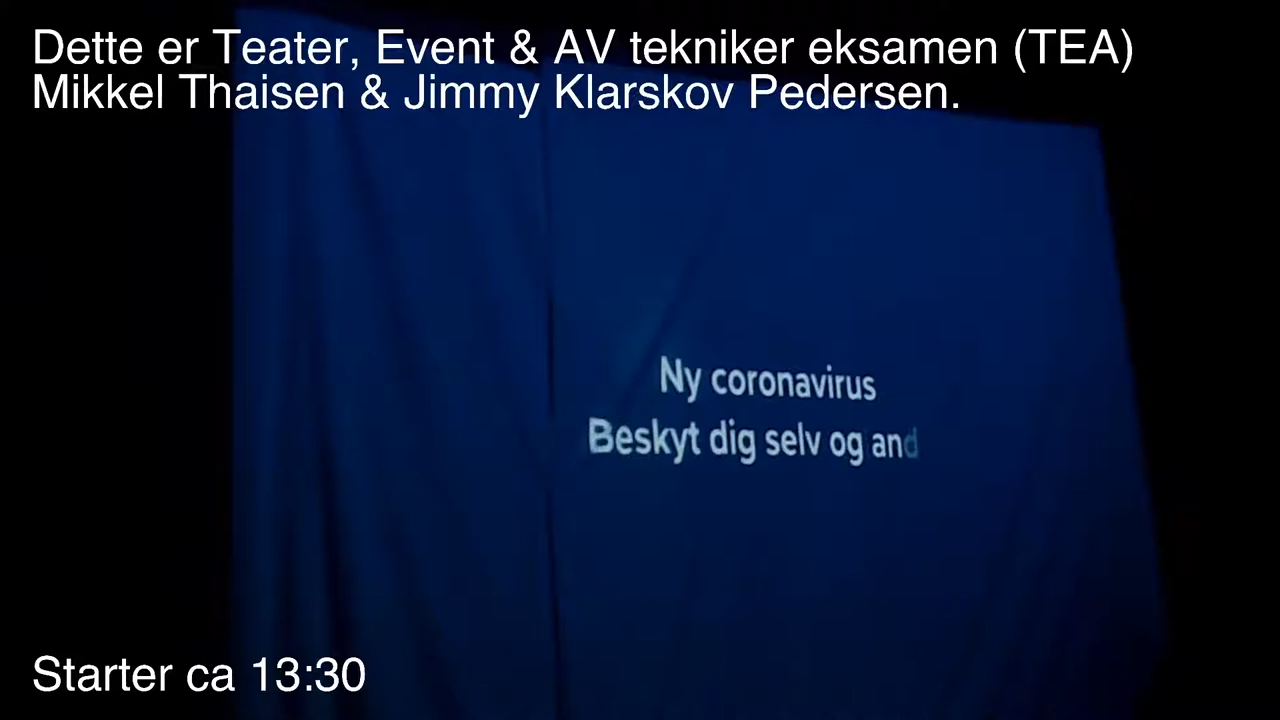 Dette er Teater, Event & AV tekniker eksamen (TEA)
Mikkel Thaisen & Jimmy Klarskov Pedersen.
Ny coronavirus
Beskyt dig selv og and
Starter ca 13:30